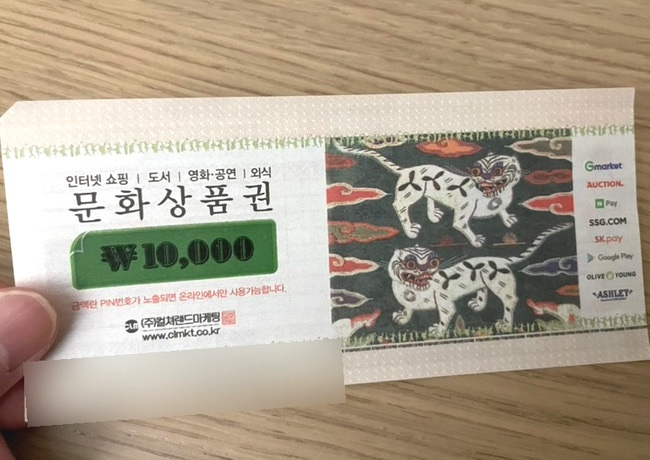 인터넷 쇼핑 | 도서 | 영화·공연 | 외식
문화상품권
₩10,000
금액란 PIN번호가 노출되면 온라인에서만 사용가능합니다.
(주)컬처랜드마케팅
www.clmkt.co.kr
Gmarket
AUCTION.
N Pay
SSG.COM
SK pay
Google Play
OLIVE YOUNG
ASHLEY